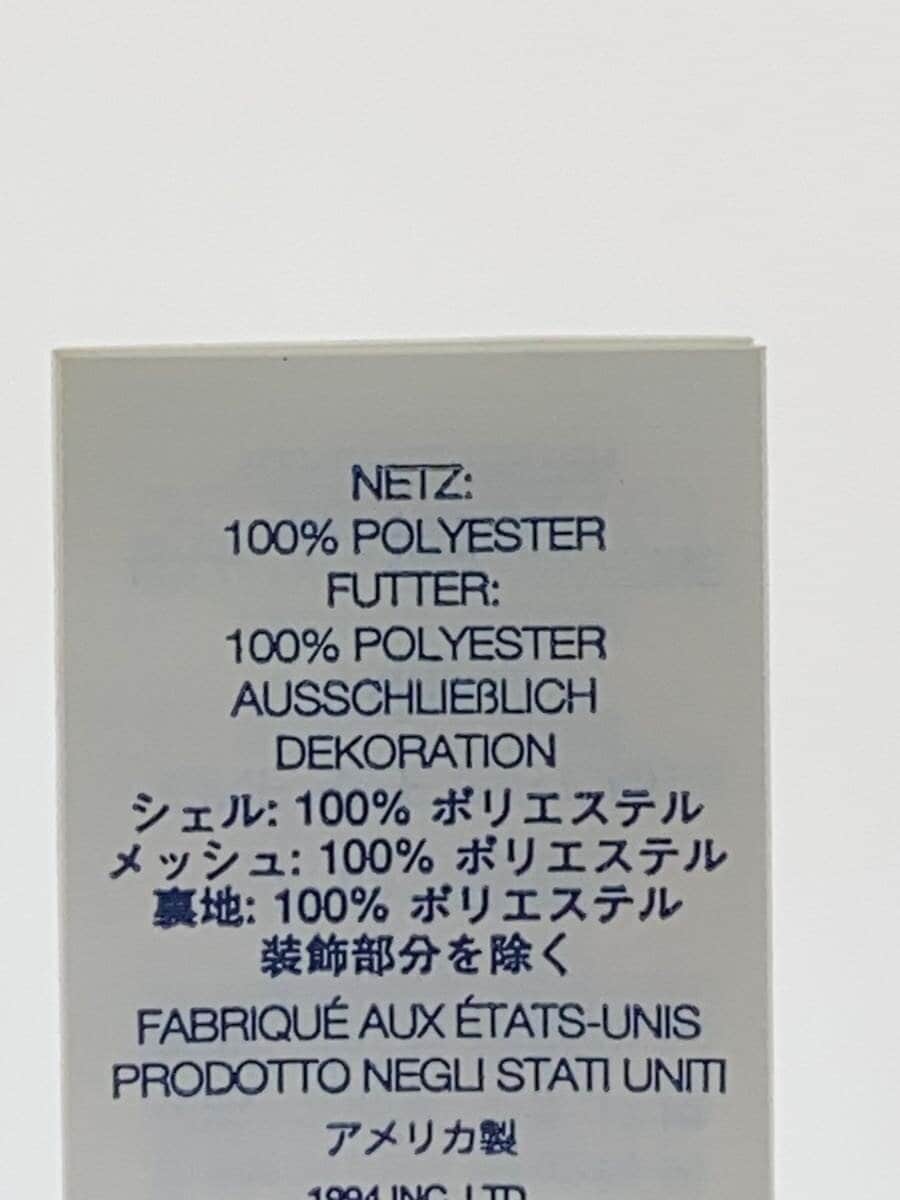 NETZ:
100% POLYESTER
FUTTER:
100% POLYESTER
AUSSCHLIEßLICH
DEKORATION
シェル: 100% ポリエステル
メッシュ: 100% ポリエステル
裏地: 100% ポリエステル
装飾部分を除く
FABRIQUÉ AUX ÉTATS-UNIS
PRODOTTO NEGLI STATI UNITI
アメリカ製
1994 INC. LTD